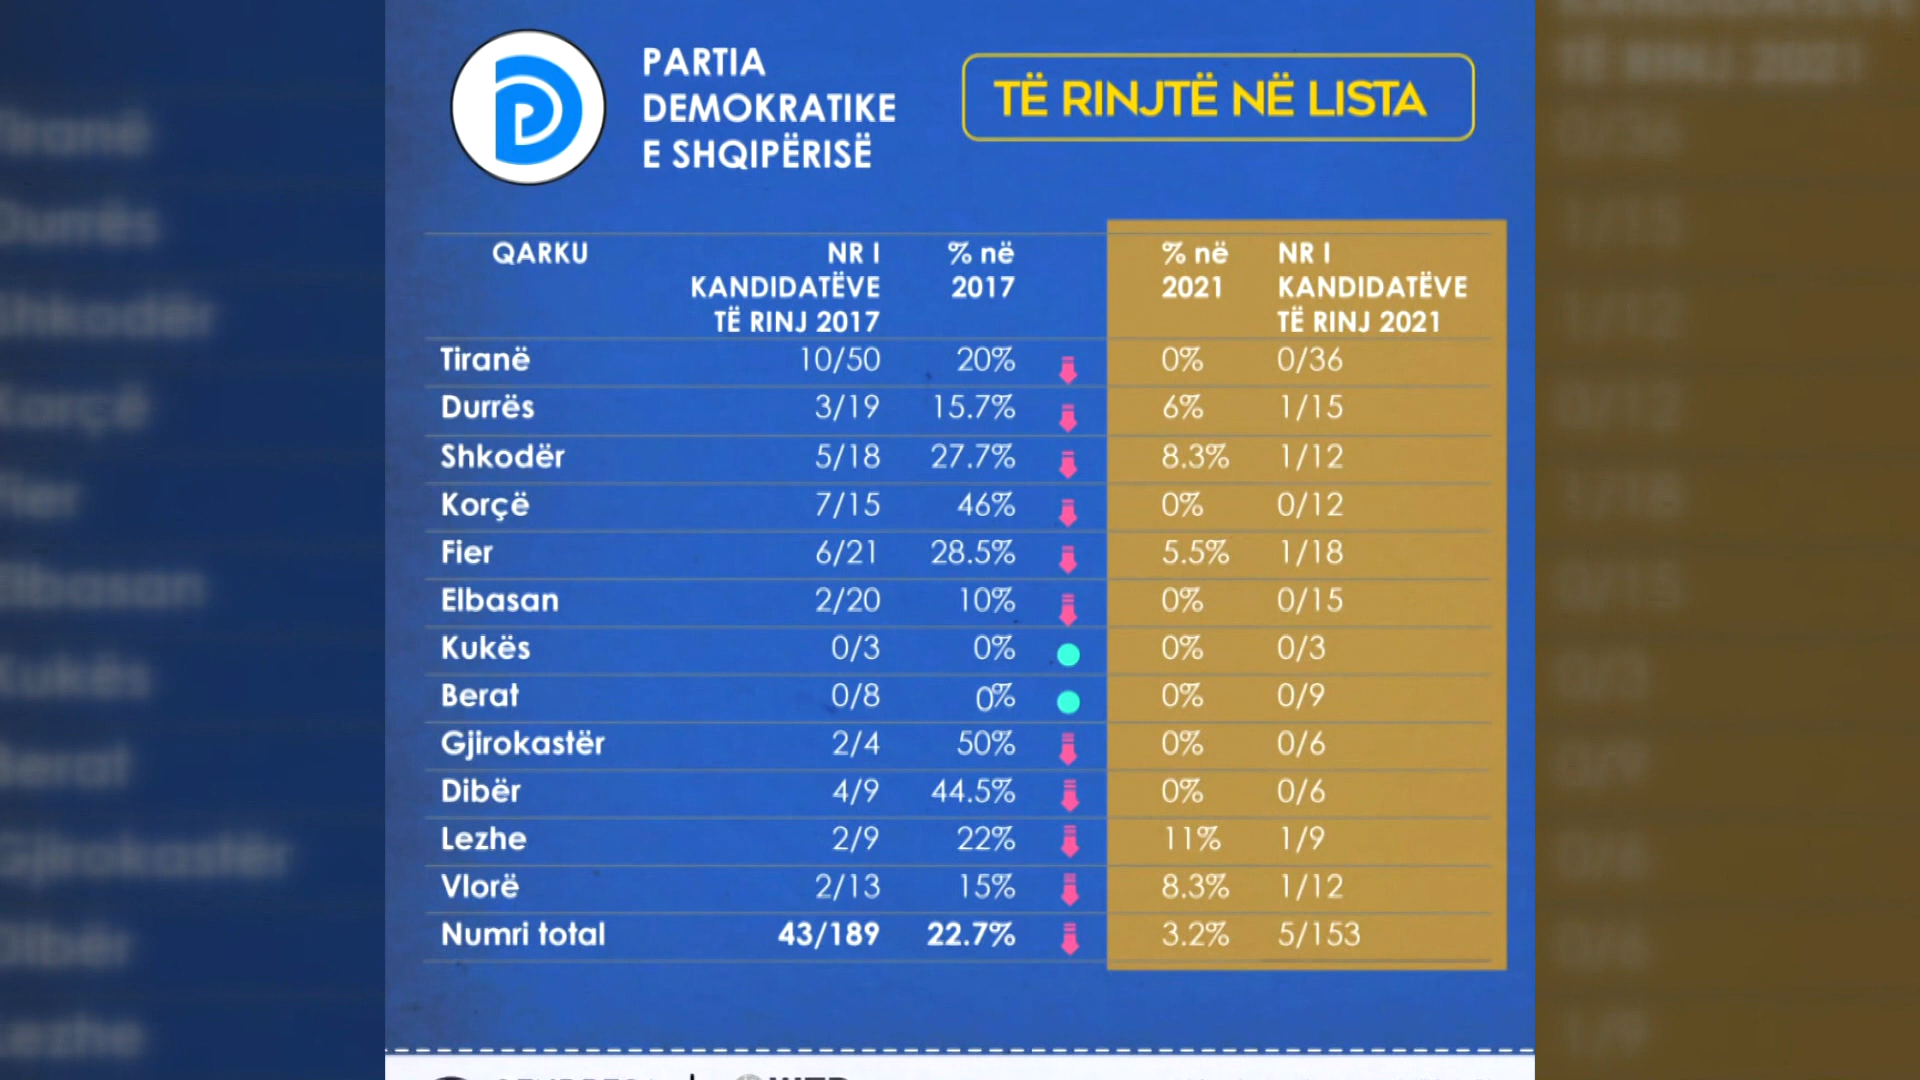 PARTIA
DEMOKRATIKE
E SHQIPËRISË
TË RINJTË NË LISTA
QARKU NR I KANDIDATËVE TË RINJ 2017 % në 2017 % në 2021 NR I KANDIDATËVE TË RINJ 2021
Tiranë 10/50 20% 0% 0/36
Durrës 3/19 15.7% 6% 1/15
Shkodër 5/18 27.7% 8.3% 1/12
Korçë 7/15 46% 0% 0/12
Fier 6/21 28.5% 5.5% 1/18
Elbasan 2/20 10% 0% 0/15
Kukës 0/3 0% 0% 0/3
Berat 0/8 0% 0% 0/9
Gjirokastër 2/4 50% 0% 0/6
Dibër 4/9 44.5% 0% 0/6
Lezhe 2/9 22% 11% 1/9
Vlorë 2/13 15% 8.3% 1/12
Numri total 43/189 22.7% 3.2% 5/153